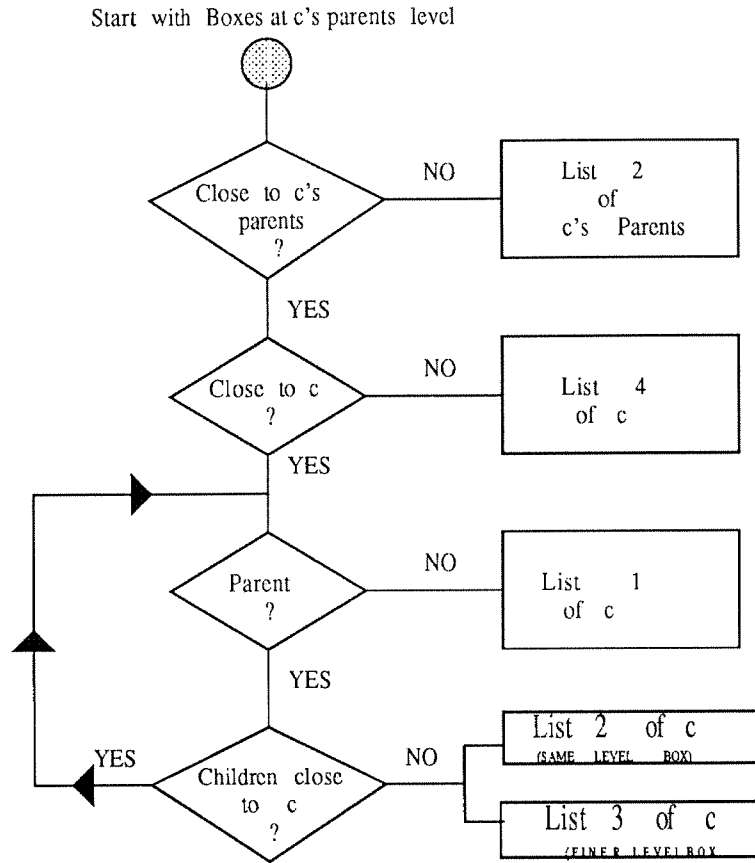 Start with Boxes at c's parents level
Close to c's
parents
?
NO
List 2
of
c's Parents
YES
Close to c
?
NO
List 4
of c
YES
Parent
?
NO
List 1
of c
YES
Children close
to c
?
YES
NO
List 2 of c
(SAME LEVEL BOX)
List 3 of c
(FINER LEVEL BOX